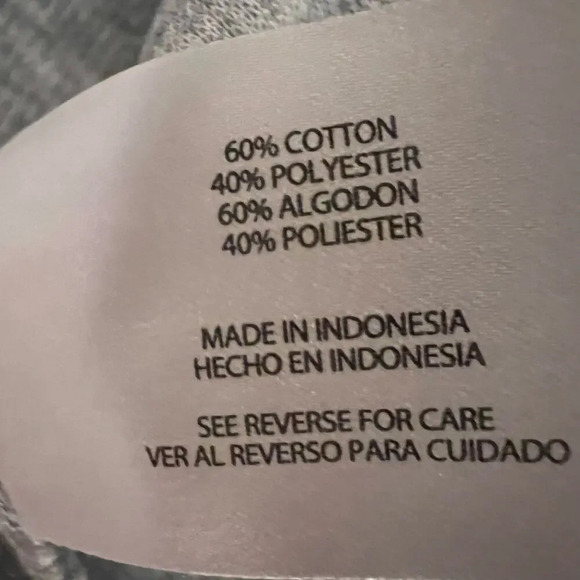 60% COTTON
40% POLYESTER
60% ALGODON
40% POLIESTER
MADE IN INDONESIA
HECHO EN INDONESIA
SEE REVERSE FOR CARE
VER AL REVERSO PARA CUIDADO